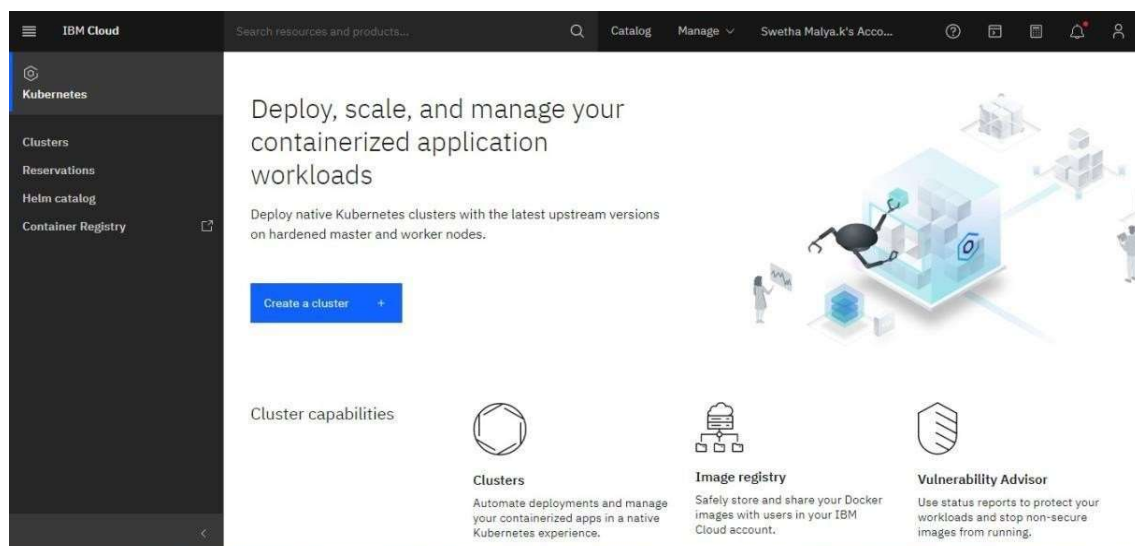 IBM Cloud
Search resources and products...
Catalog
Manage
Swetha Malya.k's Acco...
Kubernetes
Clusters
Reservations
Helm catalog
Container Registry
Deploy, scale, and manage your
containerized application
workloads
Deploy native Kubernetes clusters with the latest upstream versions
on hardened master and worker nodes.
Create a cluster +
Cluster capabilities
Clusters
Automate deployments and manage
your containerized apps in a native
Kubernetes experience.
Image registry
Safely store and share your Docker
images with users in your IBM
Cloud account.
Vulnerability Advisor
Use status reports to protect your
workloads and stop non-secure
images from running.